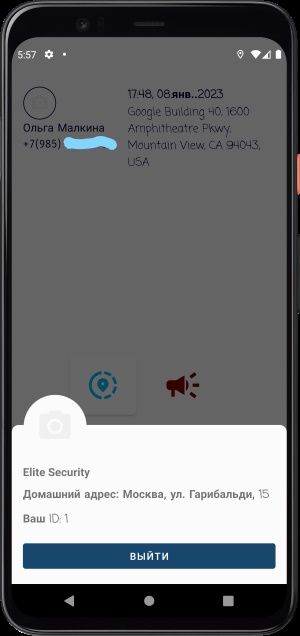 5:57
Ольга Малкина
+7(985)
17:48, 08.янв..2023
Google Building 40, 1600
Amphitheatre Pkwy,
Mountain View, CA 94043,
USA
Elite Security
Домашний адрес: Москва, ул. Гарибальди, 15
Ваш ID: 1
ВЫЙТИ